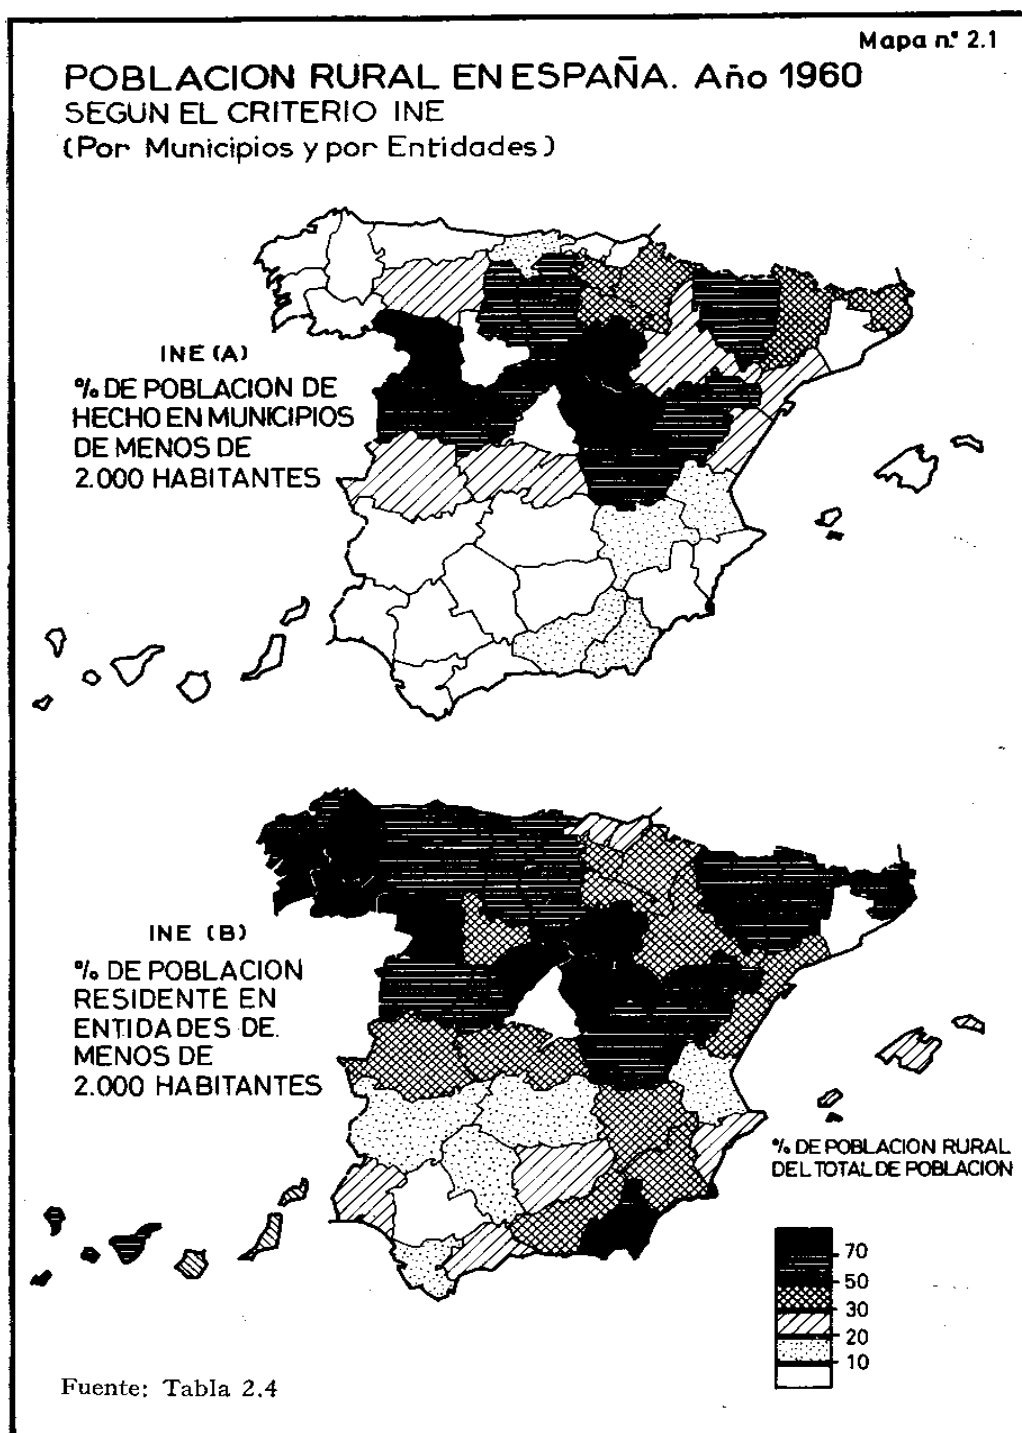 Mapa n.º 2.1
POBLACION RURAL EN ESPAÑA. Año 1960
SEGUN EL CRITERIO INE
(Por Municipios y por Entidades)
INE (A)
% DE POBLACION DE
HECHO EN MUNICIPIOS
DE MENOS DE
2.000 HABITANTES
INE (B)
% DE POBLACION
RESIDENTE EN
ENTIDADES DE
MENOS DE
2.000 HABITANTES
% DE POBLACION RURAL
DEL TOTAL DE POBLACION
70
50
30
20
10
Fuente: Tabla 2.4